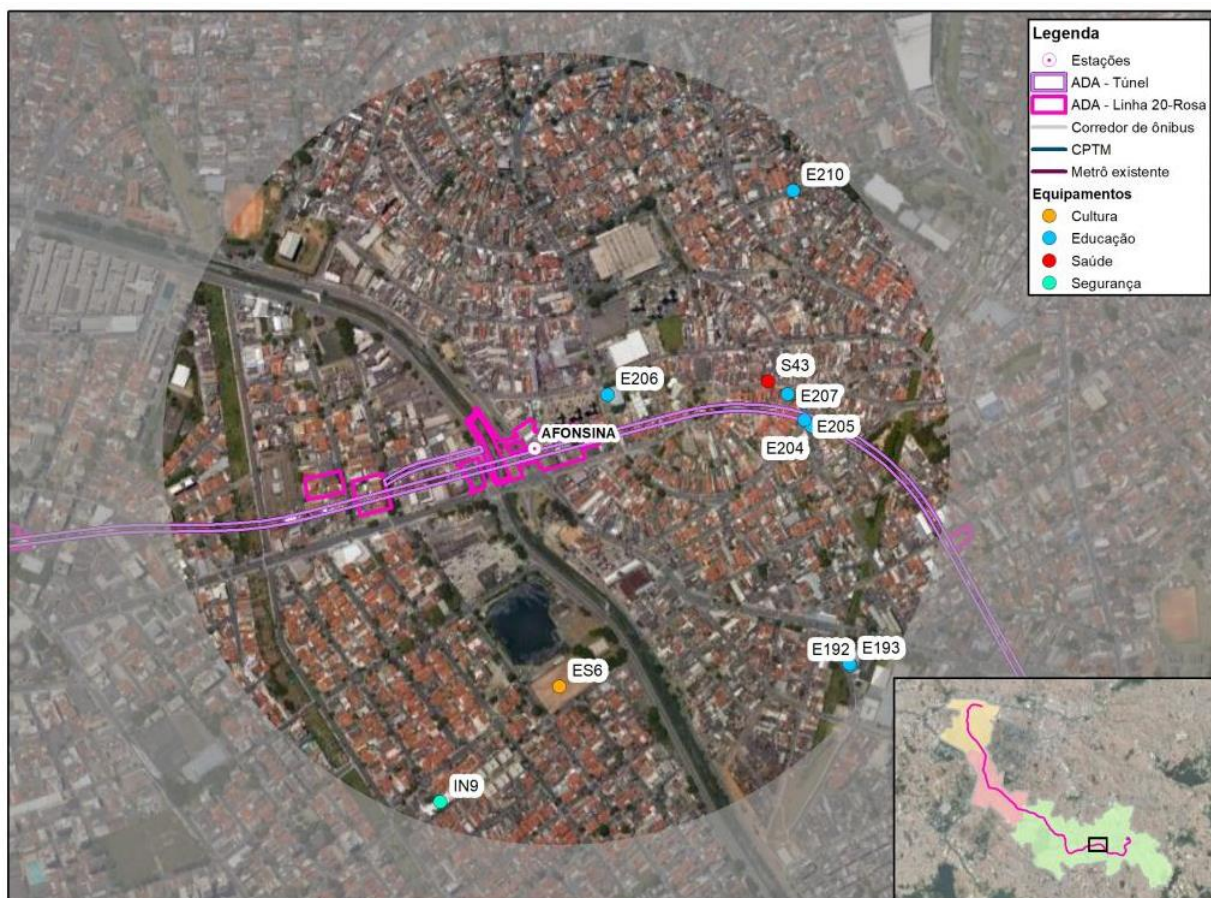 Legenda
Estações
ADA - Túnel
ADA - Linha 20-Rosa
Corredor de ônibus
CPTM
Metrô existente
Equipamentos
Cultura
Educação
Saúde
Segurança
E210
S43
E206
E207
E205
E204
AFONSINA
E192
E193
ES6
IN9